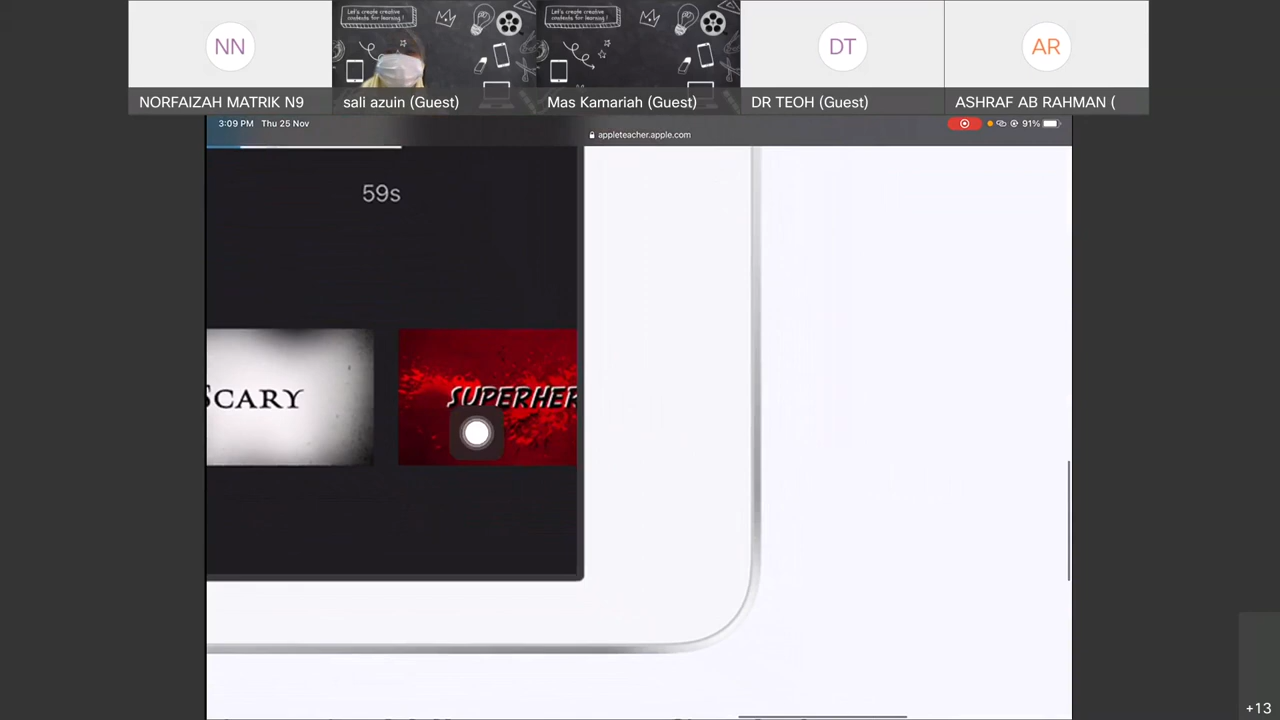 NN
DT
AR
Let's create creative
contents for learning !
Let's create creative
contents for learning !
NORFAIZAH MATRIK N9
sali azuin (Guest)
Mas Kamariah (Guest)
DR TEOH (Guest)
ASHRAF AB RAHMAN (
3:09 PM Thu 25 Nov
appleteacher.apple.com
91%
59s
SCARY
SUPERHER
+13